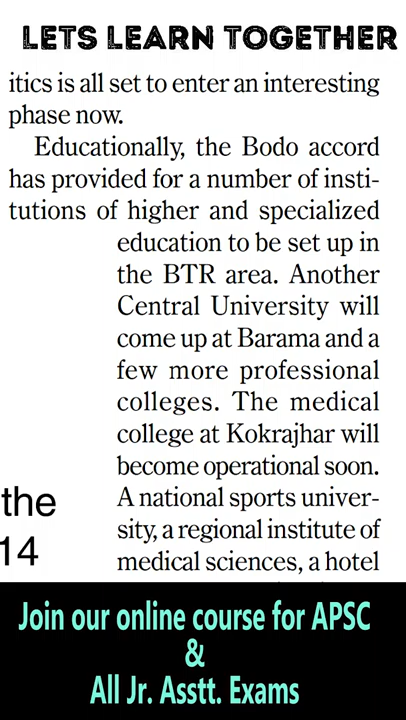 LETS LEARN TOGETHER
itics is all set to enter an interesting
phase now.
Educationally, the Bodo accord
has provided for a number of insti-
tutions of higher and specialized
education to be set up in
the BTR area. Another
Central University will
come up at Barama and a
few more professional
colleges. The medical
college at Kokrajhar will
become operational soon.
A national sports univer-
sity, a regional institute of
medical sciences, a hotel
the
14
Join our online course for APSC
&
All Jr. Asstt. Exams